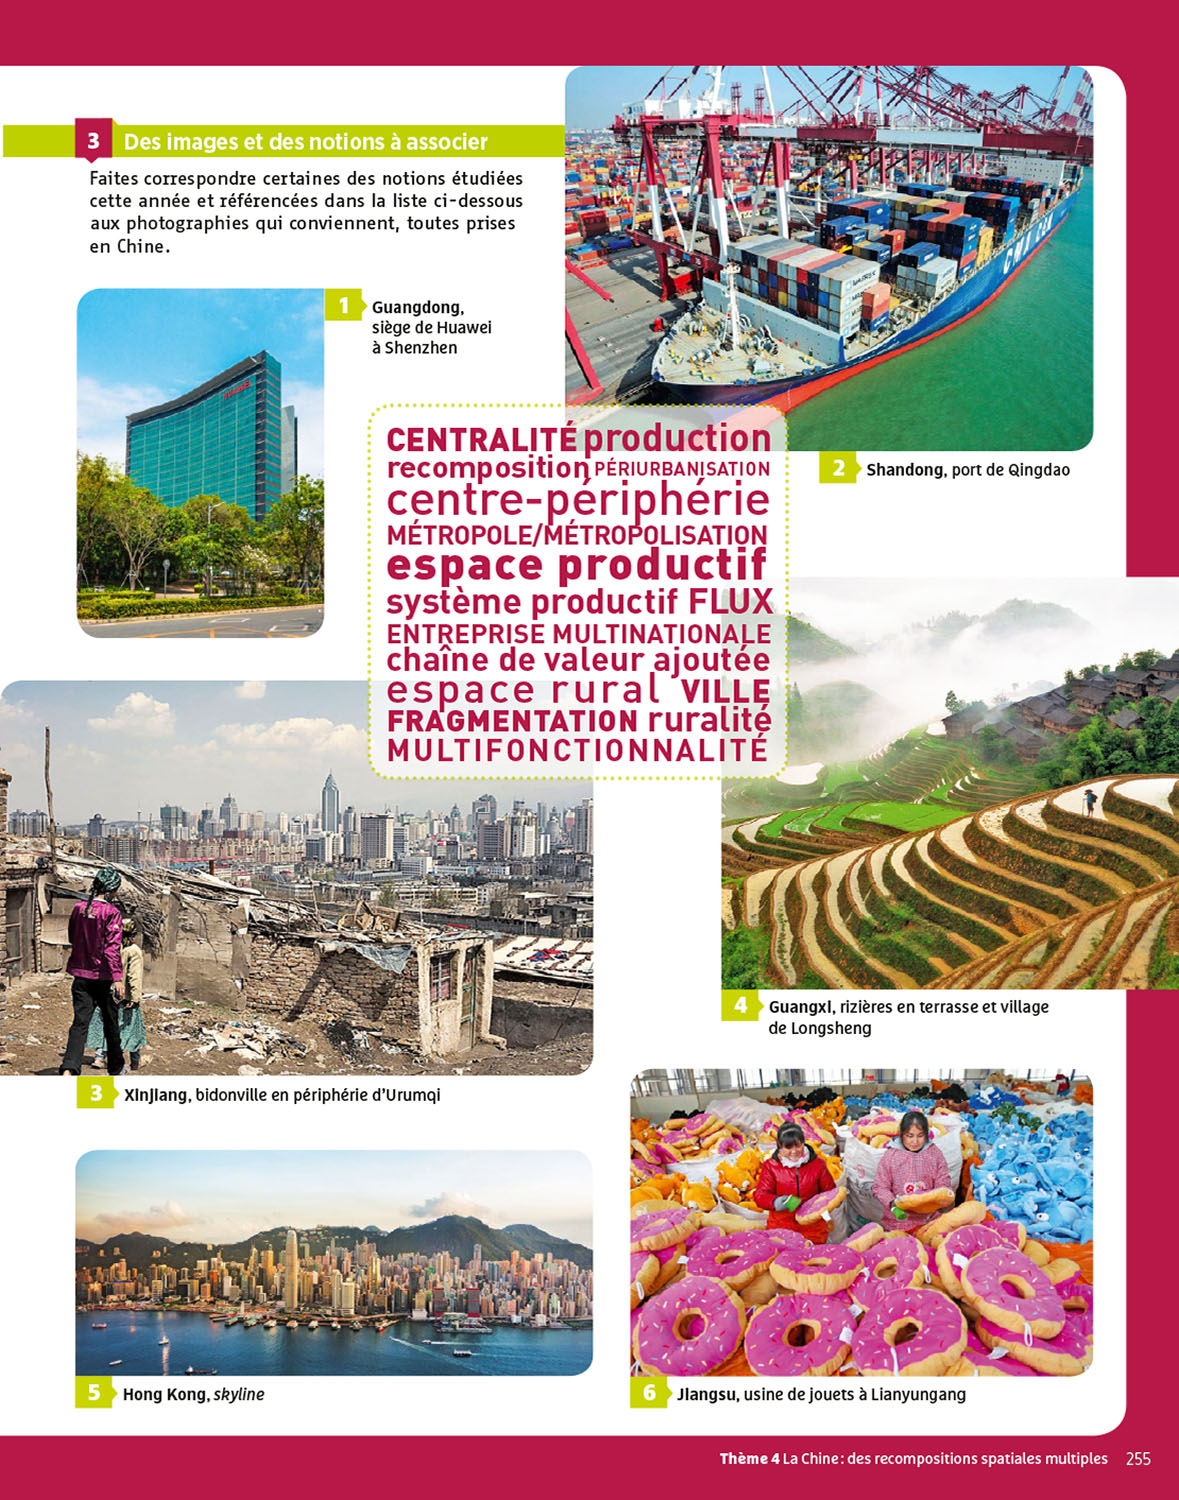 3 Des images et des notions à associer
Faites correspondre certaines des notions étudiées
cette année et référencées dans la liste ci-dessous
aux photographies qui conviennent, toutes prises
en Chine.
1 Guangdong,
siège de Huawei
à Shenzhen
CMA CGM
2 Shandong, port de Qingdao
CENTRALITÉ production
recomposition PÉRIURBANISATION
centre-périphérie
MÉTROPOLE/MÉTROPOLISATION
espace productif
système productif FLUX
ENTREPRISE MULTINATIONALE
chaîne de valeur ajoutée
espace rural VILLE
FRAGMENTATION ruralité
MULTIFONCTIONNALITÉ
3 Xinjiang, bidonville en périphérie d'Urumqi
4 Guangxi, rizières en terrasse et village
de Longsheng
5 Hong Kong, skyline
6 Jiangsu, usine de jouets à Lianyungang
Thème 4 La Chine : des recompositions spatiales multiples 255